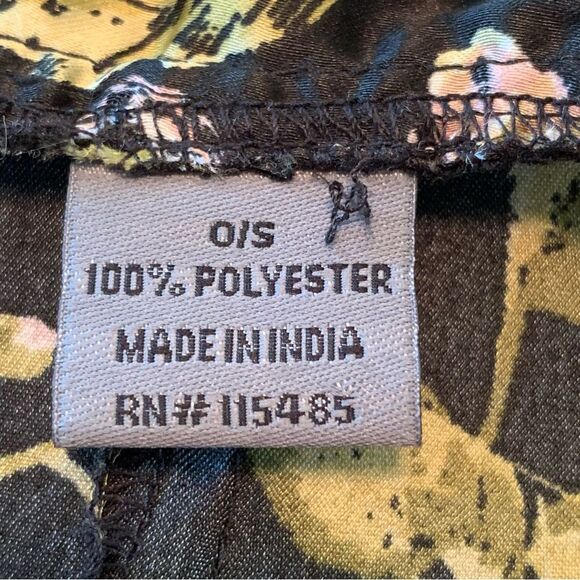 O/S
100% POLYESTER
MADE IN INDIA
RN# 115485